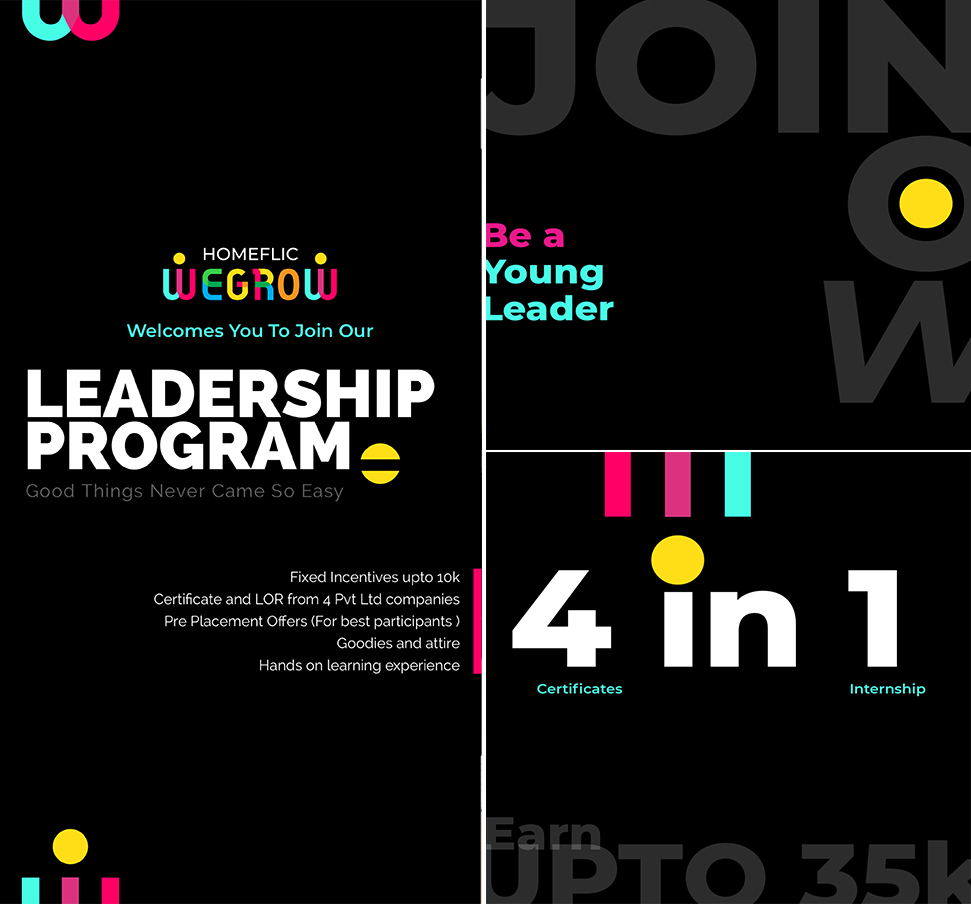 HOMEFLIC
WEGROW
Welcomes You To Join Our
LEADERSHIP
PROGRAM
Good Things Never Came So Easy
Fixed Incentives upto 10k
Certificate and LOR from 4 Pvt Ltd companies
Pre Placement Offers (For best participants )
Goodies and attire
Hands on learning experience
JOIN
OW
Be a
Young
Leader
4 in 1
Certificates
Internship
Earn
UPTO 35k